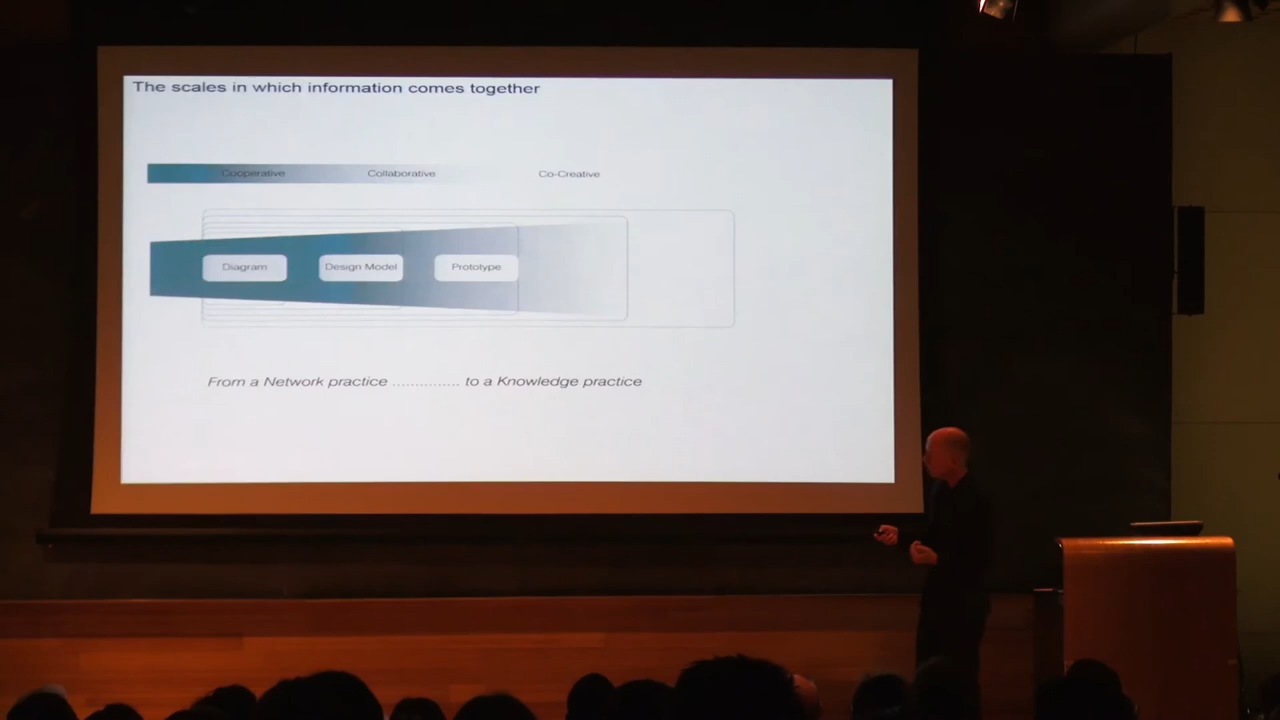 The scales in which information comes together
Cooperative Collaborative Co-Creative
Diagram Design Model Prototype
From a Network practice .............. to a Knowledge practice